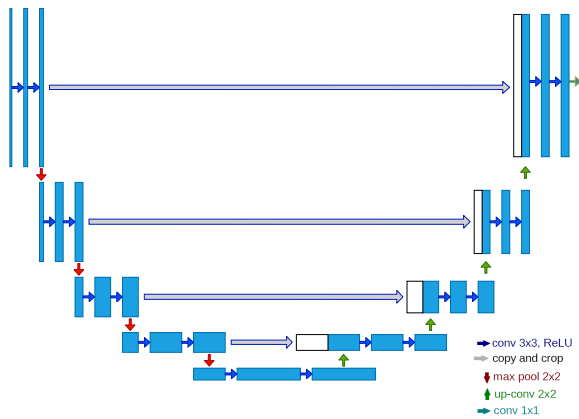 conv 3x3, ReLU
copy and crop
max pool 2x2
up-conv 2x2
conv 1x1